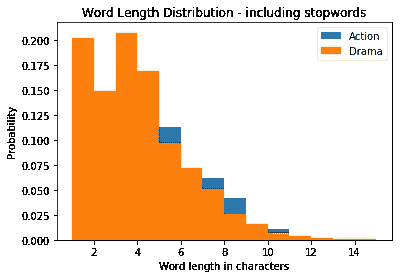 Word Length Distribution - including stopwords
Action
Drama
Probability
0.200
0.175
0.150
0.125
0.100
0.075
0.050
0.025
0.000
2 4 6 8 10 12 14
Word length in characters